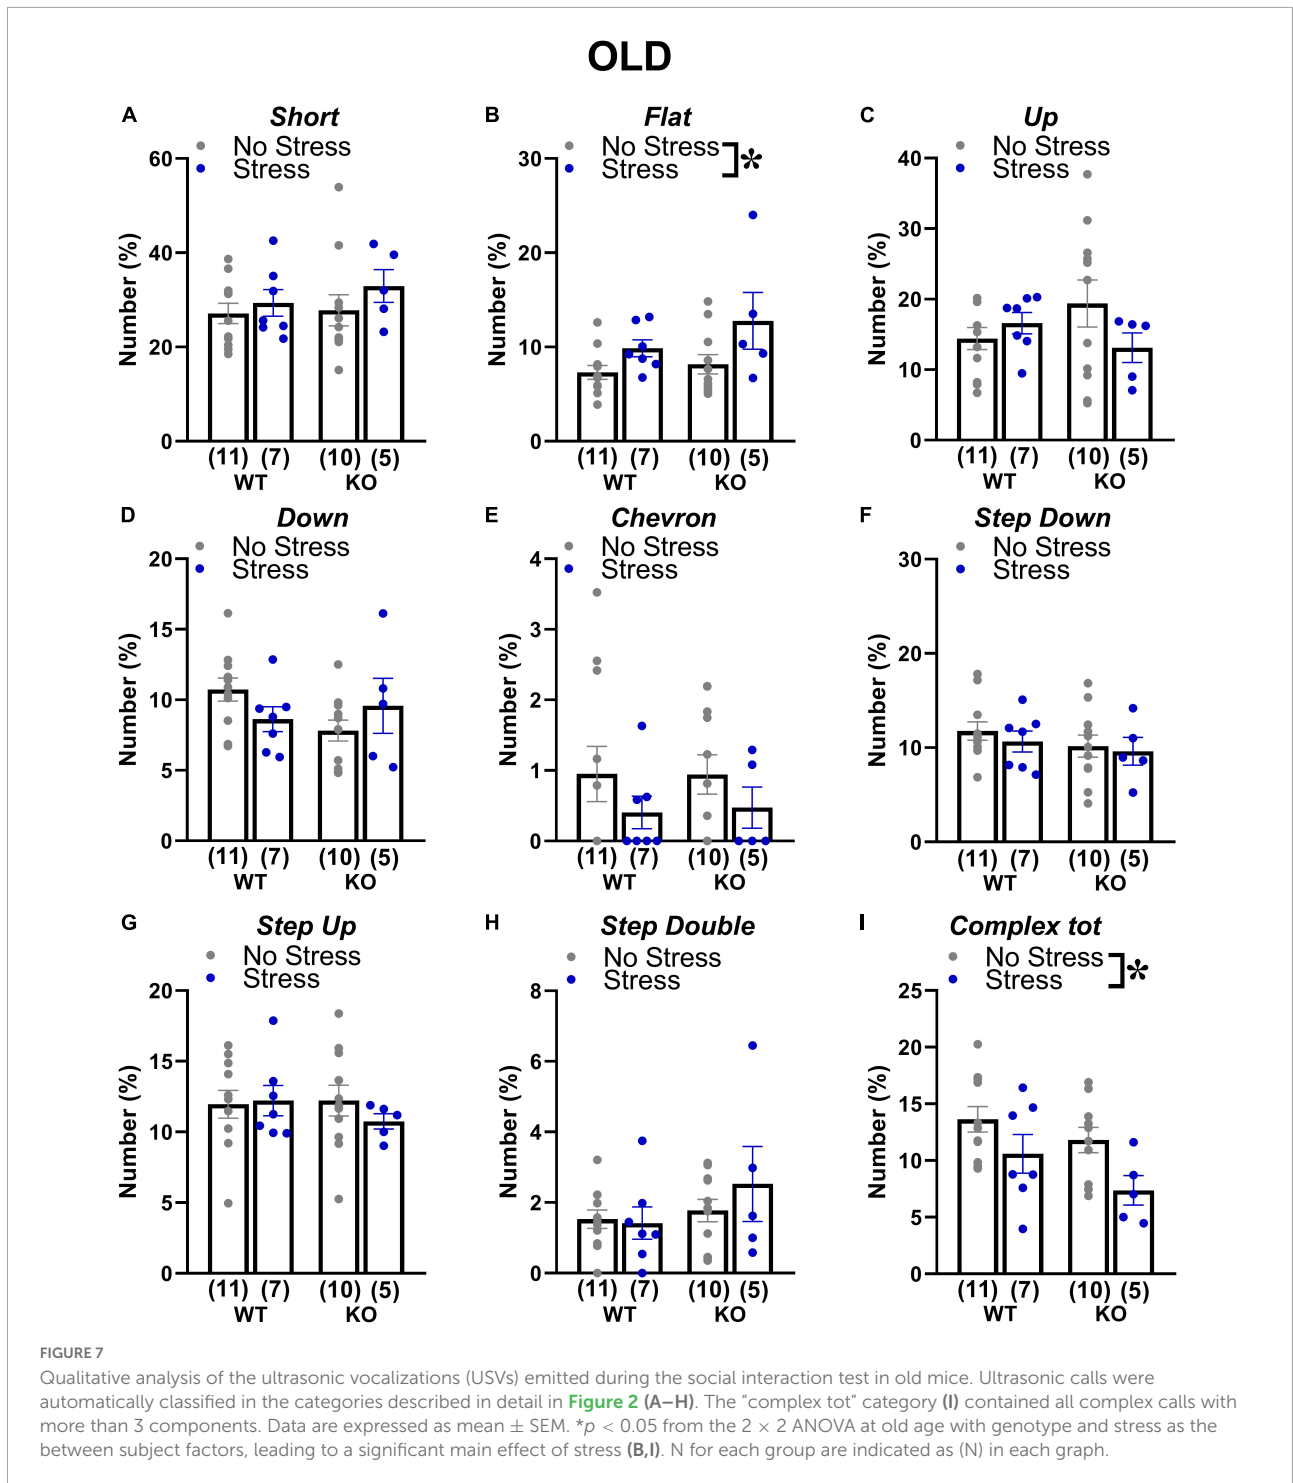 OLD
A
Short
No Stress
Stress
Number (%)
60
40
20
0
(11) (7) (10) (5)
WT KO
B
Flat
No Stress
Stress
*
Number (%)
30
20
10
0
(11) (7) (10) (5)
WT KO
C
Up
No Stress
Stress
Number (%)
40
30
20
10
0
(11) (7) (10) (5)
WT KO
D
Down
No Stress
Stress
Number (%)
20
15
10
5
0
(11) (7) (10) (5)
WT KO
E
Chevron
No Stress
Stress
Number (%)
4
3
2
1
0
(11) (7) (10) (5)
WT KO
F
Step Down
No Stress
Stress
Number (%)
30
20
10
0
(11) (7) (10) (5)
WT KO
G
Step Up
No Stress
Stress
Number (%)
20
15
10
5
0
(11) (7) (10) (5)
WT KO
H
Step Double
No Stress
Stress
Number (%)
8
6
4
2
0
(11) (7) (10) (5)
WT KO
I
Complex tot
No Stress
Stress
*
Number (%)
25
20
15
10
5
0
(11) (7) (10) (5)
WT KO
FIGURE 7
Qualitative analysis of the ultrasonic vocalizations (USVs) emitted during the social interaction test in old mice. Ultrasonic calls were
automatically classified in the categories described in detail in Figure 2 (A–H). The “complex tot” category (I) contained all complex calls with
more than 3 components. Data are expressed as mean ± SEM. *p < 0.05 from the 2 × 2 ANOVA at old age with genotype and stress as the
between subject factors, leading to a significant main effect of stress (B,I). N for each group are indicated as (N) in each graph.